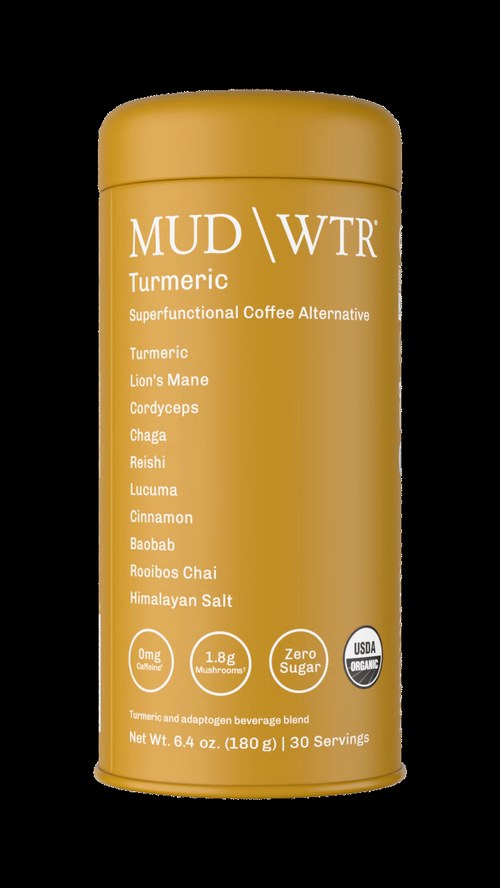 MUD\WTR®
Turmeric
Superfunctional Coffee Alternative
Turmeric
Lion's Mane
Cordyceps
Chaga
Reishi
Lucuma
Cinnamon
Baobab
Rooibos Chai
Himalayan Salt
0mg
Caffeine†
1.8g
Mushrooms†
Zero
Sugar
USDA
ORGANIC
Turmeric and adaptogen beverage blend
Net Wt. 6.4 oz. (180 g) | 30 Servings